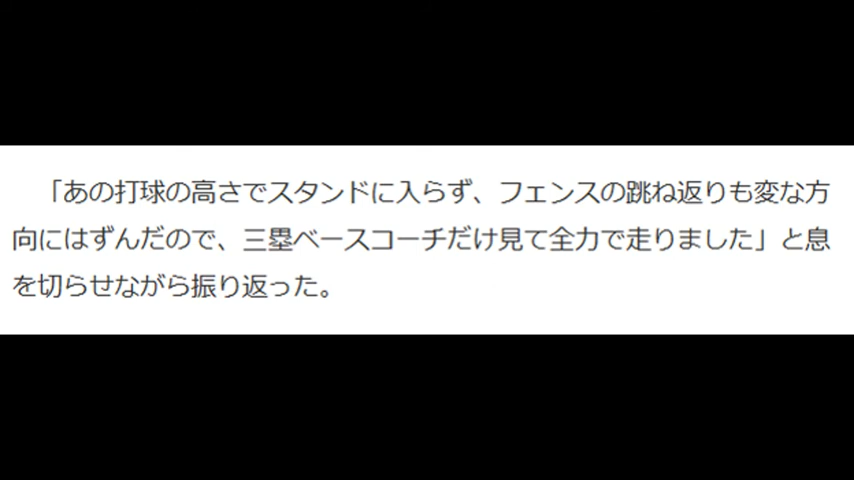 「あの打球の高さでスタンドに入らず、フェンスの跳ね返りも変な方
向にはずんだので、三塁ベースコーチだけ見て全力で走りました」と息
を切らせながら振り返った。